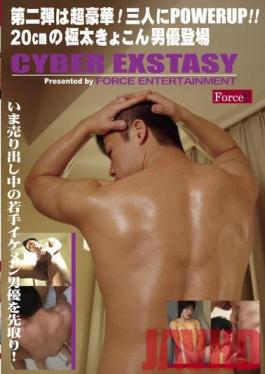 第二弾は超豪華！三人にPOWERUP!!
20㎝の極太きょこん男優登場
CYBER EXSTASY
Presented by FORCE ENTERTAINMENT
Force
いま売り出し中の若手イケメン男優を先取り！